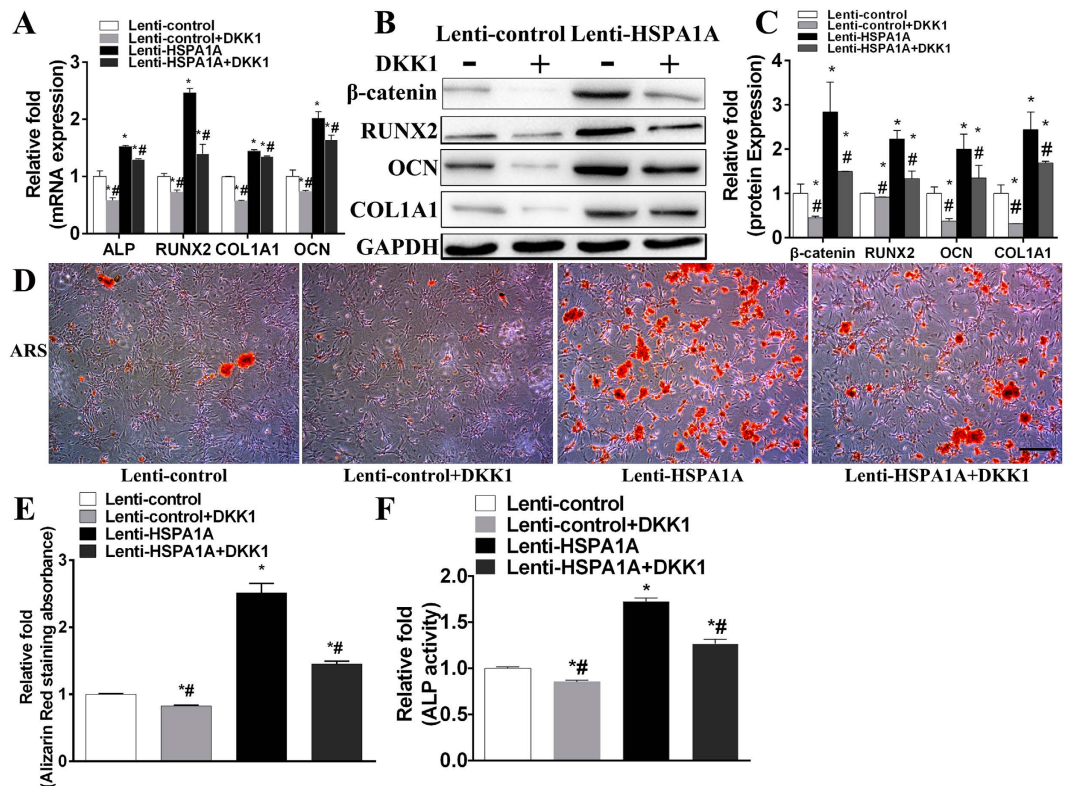 A
Lenti-control
Lenti-control+DKK1
Lenti-HSPA1A
Lenti-HSPA1A+DKK1
Relative fold
(mRNA expression)
3
2
1
0
*# * *# *# * *# *# * *# *# * *#
ALP RUNX2 COL1A1 OCN
B
Lenti-control Lenti-HSPA1A
DKK1 − + − +
β-catenin
RUNX2
OCN
COL1A1
GAPDH
C
Lenti-control
Lenti-control+DKK1
Lenti-HSPA1A
Lenti-HSPA1A+DKK1
Relative fold
(protein Expression)
4
3
2
1
0
*# * *# *# * *# *# * *# *# * *#
β-catenin RUNX2 OCN COL1A1
D
ARS
Lenti-control Lenti-control+DKK1 Lenti-HSPA1A Lenti-HSPA1A+DKK1
E
Lenti-control
Lenti-control+DKK1
Lenti-HSPA1A
Lenti-HSPA1A+DKK1
Relative fold
(Alizarin Red staining absorbance)
3
2
1
0
*# * *#
F
Lenti-control
Lenti-control+DKK1
Lenti-HSPA1A
Lenti-HSPA1A+DKK1
Relative fold
(ALP activity)
2.0
1.5
1.0
0.5
0.0
*# * *#